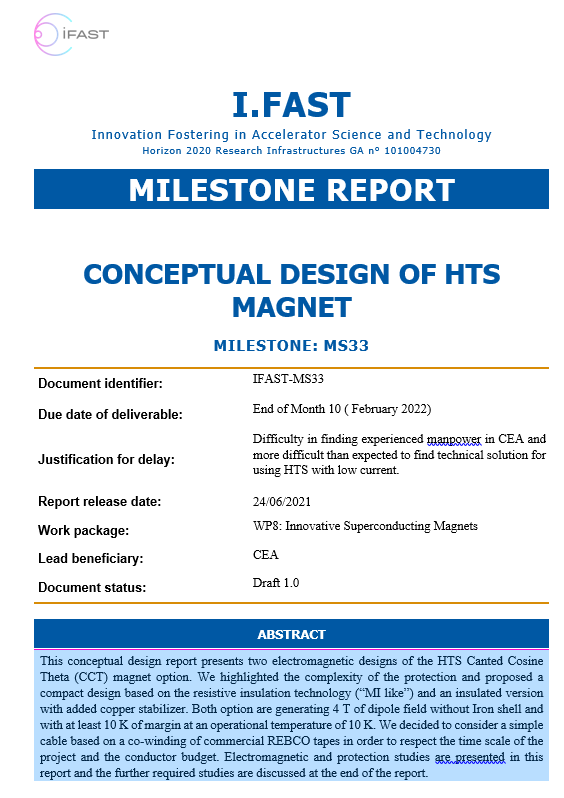 iFAST
I.FAST
Innovation Fostering in Accelerator Science and Technology
Horizon 2020 Research Infrastructures GA n° 101004730
MILESTONE REPORT
CONCEPTUAL DESIGN OF HTS
MAGNET
MILESTONE: MS33
Document identifier: IFAST-MS33
Due date of deliverable: End of Month 10 ( February 2022)
Justification for delay: Difficulty in finding experienced manpower in CEA and
more difficult than expected to find technical solution for
using HTS with low current.
Report release date: 24/06/2021
Work package: WP8: Innovative Superconducting Magnets
Lead beneficiary: CEA
Document status: Draft 1.0
ABSTRACT
This conceptual design report presents two electromagnetic designs of the HTS Canted Cosine
Theta (CCT) magnet option. We highlighted the complexity of the protection and proposed a
compact design based on the resistive insulation technology (“MI like”) and an insulated version
with added copper stabilizer. Both option are generating 4 T of dipole field without Iron shell and
with at least 10 K of margin at an operational temperature of 10 K. We decided to consider a simple
cable based on a co-winding of commercial REBCO tapes in order to respect the time scale of the
project and the conductor budget. Electromagnetic and protection studies are presented in this
report and the further required studies are discussed at the end of the report.